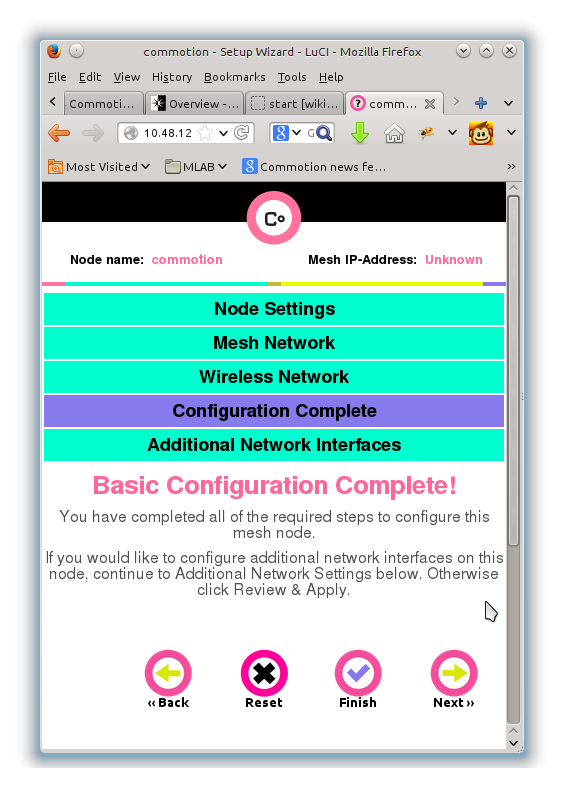 commotion - Setup Wizard - LuCI - Mozilla Firefox
File Edit View History Bookmarks Tools Help
Commoti... Overview -... start [wiki... comm...
10.48.12 8 G
Most Visited MLAB 8 Commotion news fe... »
Co
Node name: commotion Mesh IP-Address: Unknown
Node Settings
Mesh Network
Wireless Network
Configuration Complete
Additional Network Interfaces
Basic Configuration Complete!
You have completed all of the required steps to configure this
mesh node.
If you would like to configure additional network interfaces on this
node, continue to Additional Network Settings below. Otherwise
click Review & Apply.
‹‹ Back Reset Finish Next ››